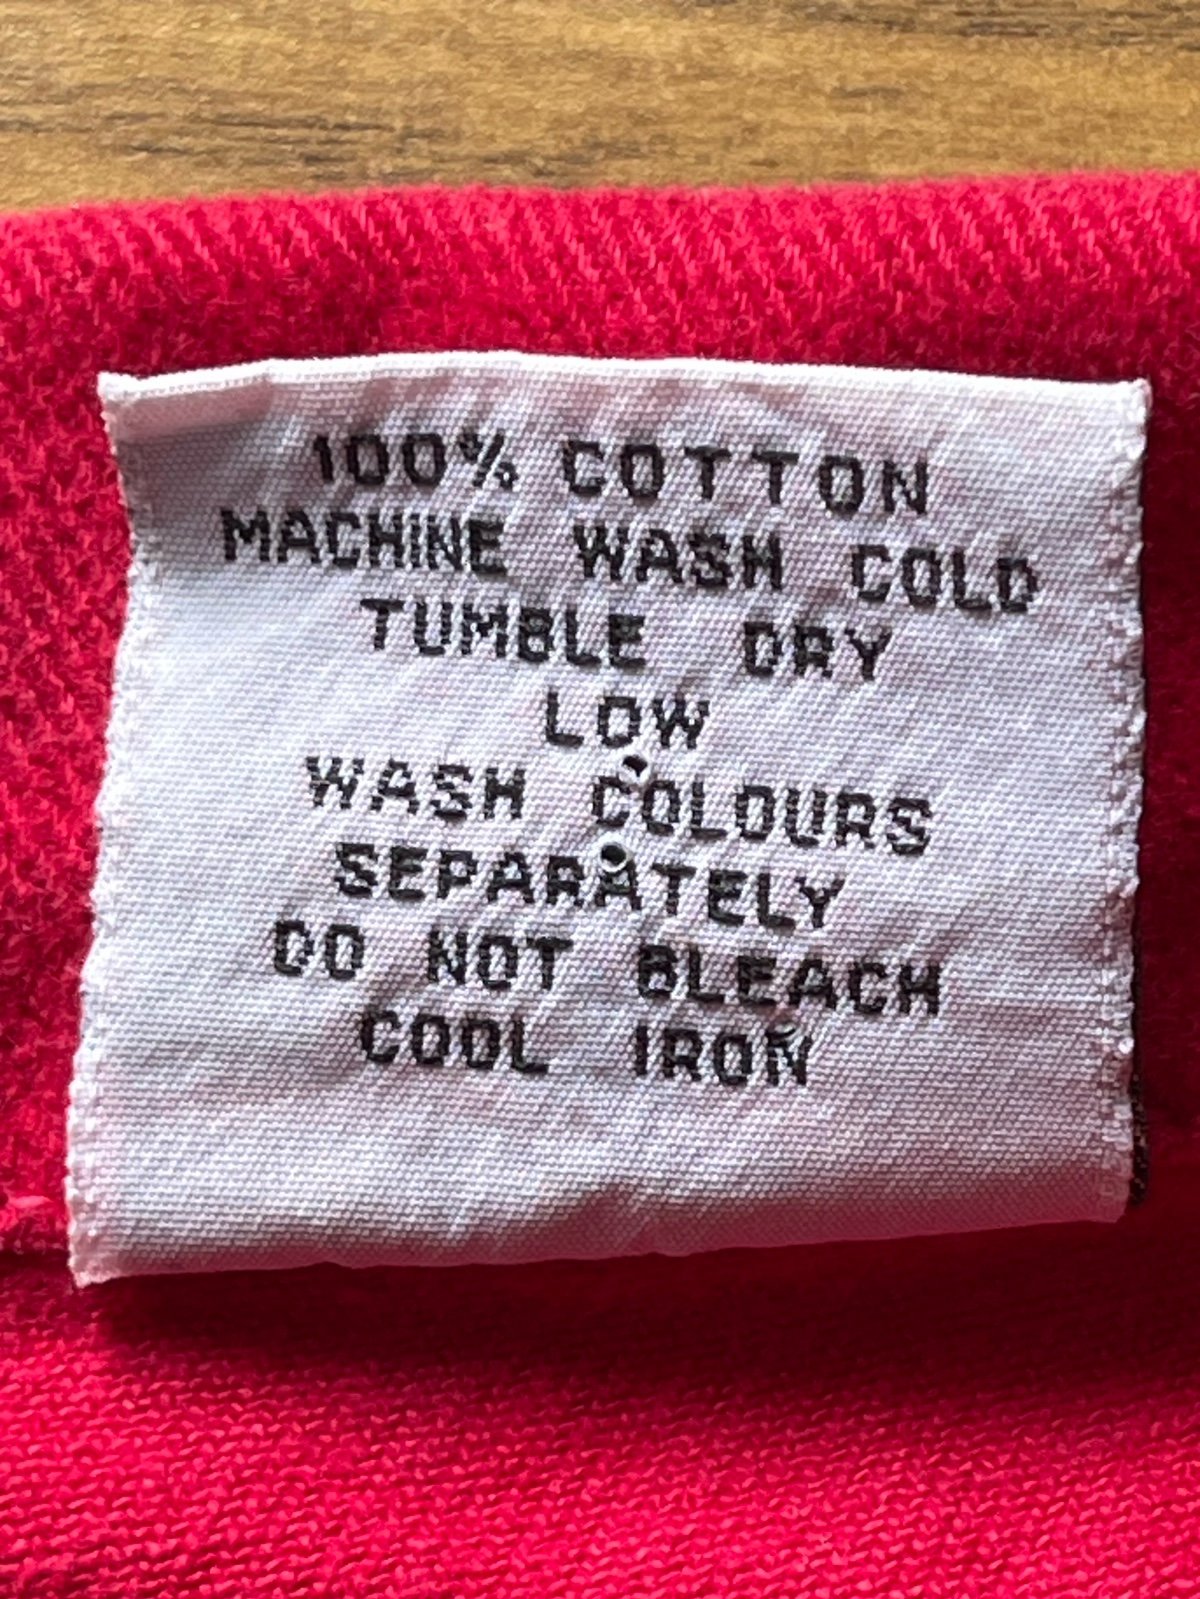 100% COTTON
MACHINE WASH COLD
TUMBLE DRY
LOW
WASH COLOURS
SEPARATELY
DO NOT BLEACH
COOL IRON